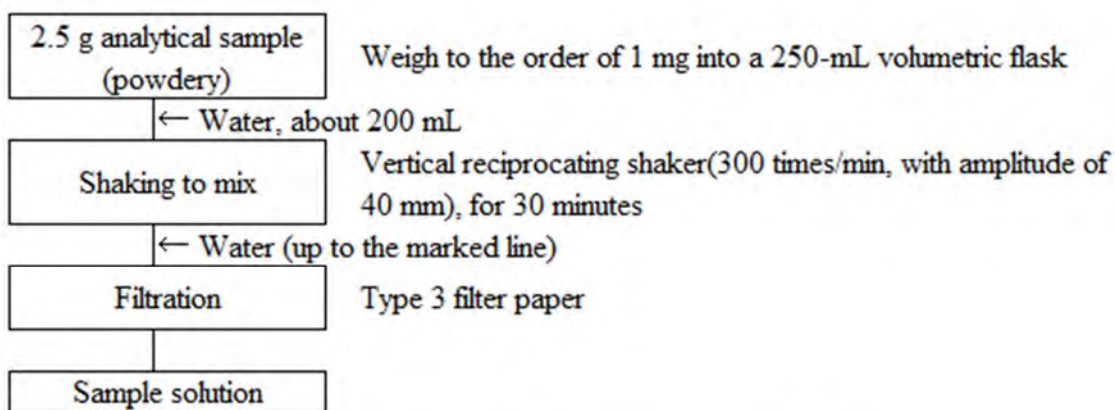 2.5 g analytical sample
(powdery)
Weigh to the order of 1 mg into a 250-mL volumetric flask
← Water, about 200 mL
Shaking to mix
Vertical reciprocating shaker(300 times/min, with amplitude of
40 mm), for 30 minutes
← Water (up to the marked line)
Filtration
Type 3 filter paper
Sample solution